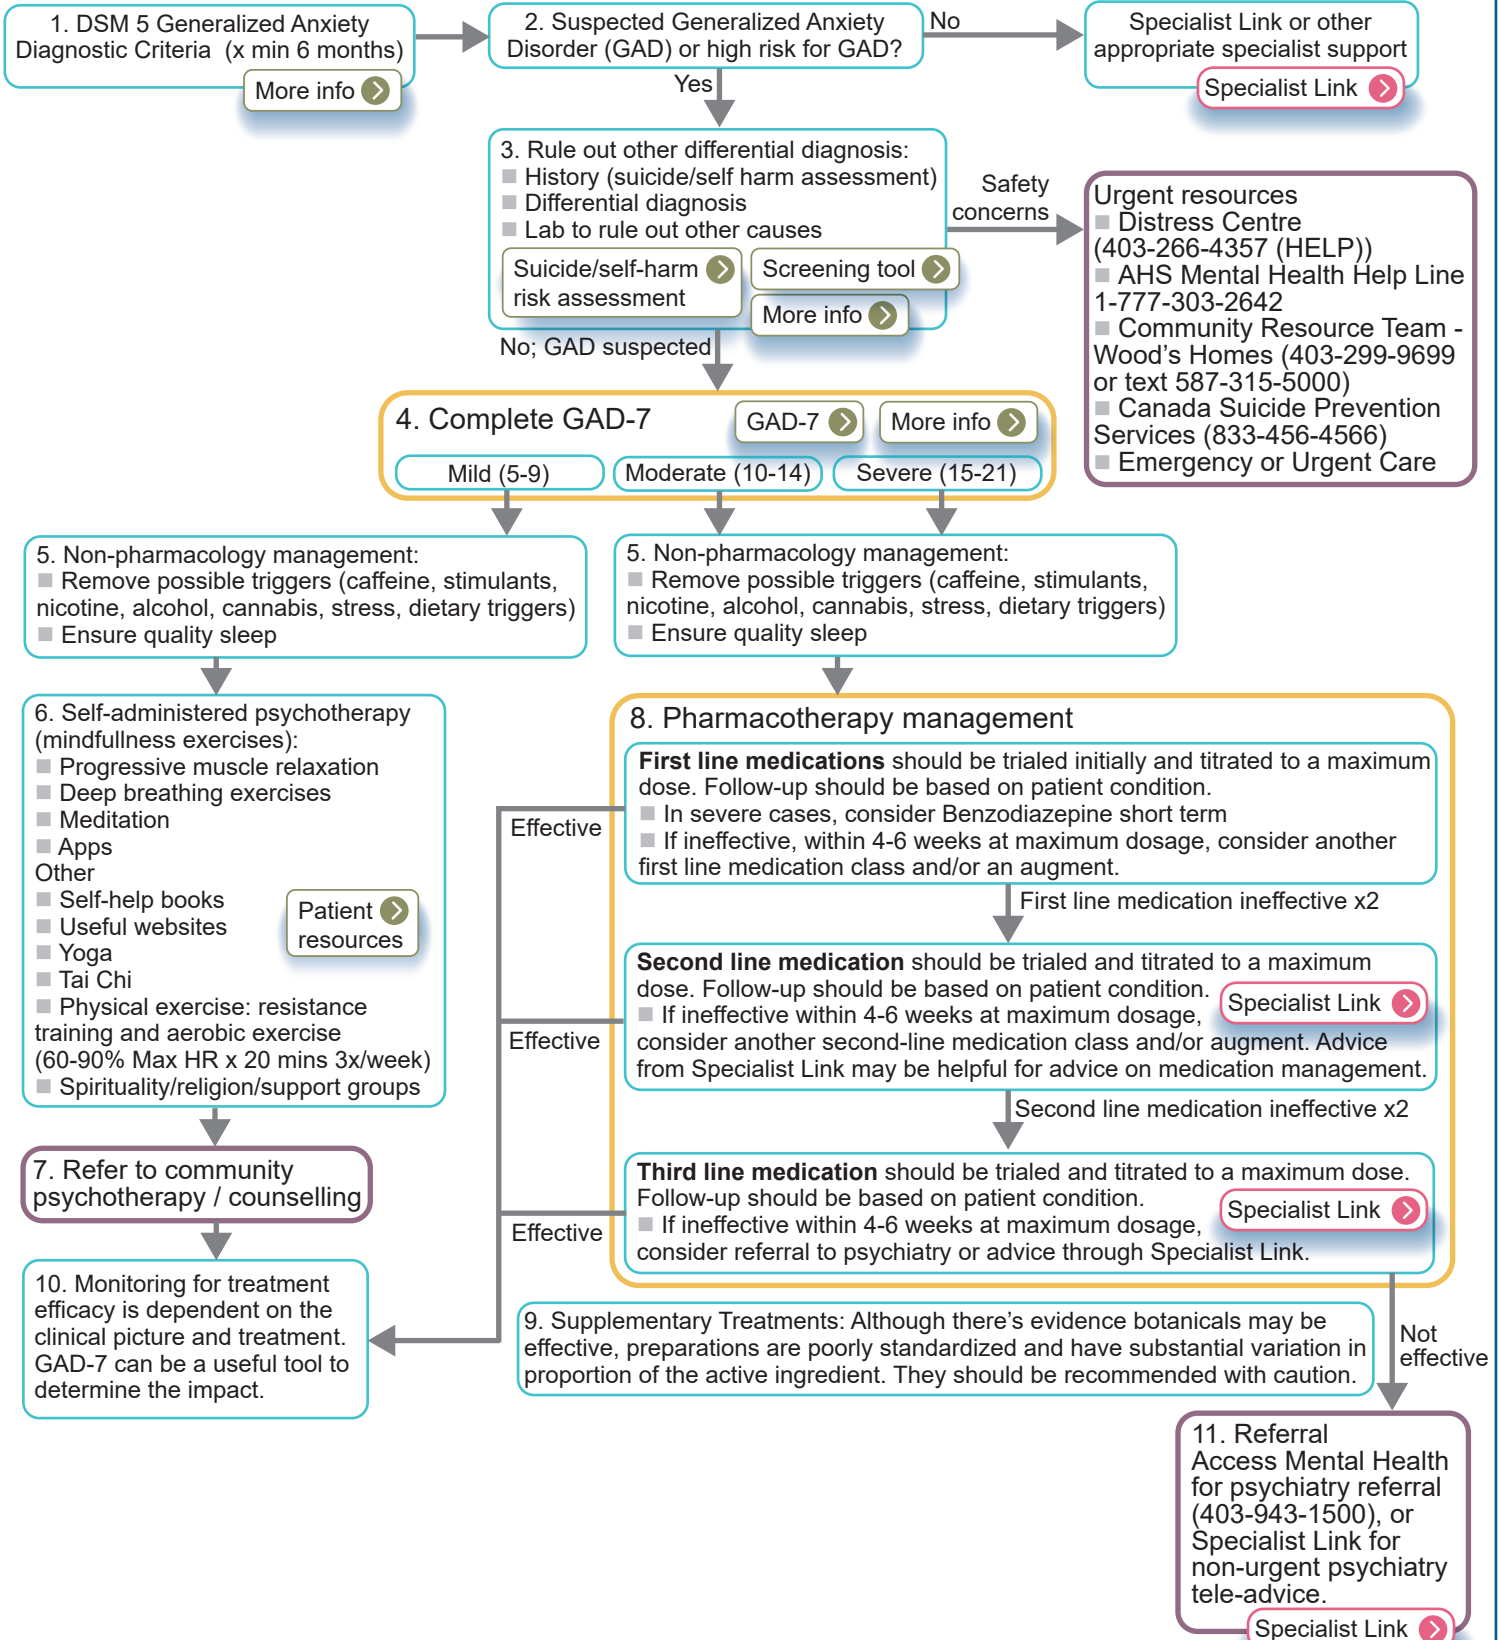 1. DSM 5 Generalized Anxiety
Diagnostic Criteria (x min 6 months)
More info
2. Suspected Generalized Anxiety
Disorder (GAD) or high risk for GAD?
No
Specialist Link or other
appropriate specialist support
Specialist Link
Yes
3. Rule out other differential diagnosis:
History (suicide/self harm assessment)
Differential diagnosis
Lab to rule out other causes
Suicide/self-harm
risk assessment
Screening tool
More info
Safety
concerns
Urgent resources
Distress Centre
(403-266-4357 (HELP))
AHS Mental Health Help Line
1-777-303-2642
Community Resource Team -
Wood's Homes (403-299-9699
or text 587-315-5000)
Canada Suicide Prevention
Services (833-456-4566)
Emergency or Urgent Care
No; GAD suspected
4. Complete GAD-7
GAD-7
More info
Mild (5-9)
Moderate (10-14)
Severe (15-21)
5. Non-pharmacology management:
Remove possible triggers (caffeine, stimulants,
nicotine, alcohol, cannabis, stress, dietary triggers)
Ensure quality sleep
5. Non-pharmacology management:
Remove possible triggers (caffeine, stimulants,
nicotine, alcohol, cannabis, stress, dietary triggers)
Ensure quality sleep
6. Self-administered psychotherapy
(mindfullness exercises):
Progressive muscle relaxation
Deep breathing exercises
Meditation
Apps
Other
Self-help books
Useful websites
Yoga
Tai Chi
Physical exercise: resistance
training and aerobic exercise
(60-90% Max HR x 20 mins 3x/week)
Spirituality/religion/support groups
Patient
resources
7. Refer to community
psychotherapy / counselling
10. Monitoring for treatment
efficacy is dependent on the
clinical picture and treatment.
GAD-7 can be a useful tool to
determine the impact.
8. Pharmacotherapy management
First line medications should be trialed initially and titrated to a maximum
dose. Follow-up should be based on patient condition.
In severe cases, consider Benzodiazepine short term
If ineffective, within 4-6 weeks at maximum dosage, consider another
first line medication class and/or an augment.
Effective
First line medication ineffective x2
Second line medication should be trialed and titrated to a maximum
dose. Follow-up should be based on patient condition.
If ineffective within 4-6 weeks at maximum dosage,
consider another second-line medication class and/or augment. Advice
from Specialist Link may be helpful for advice on medication management.
Specialist Link
Effective
Second line medication ineffective x2
Third line medication should be trialed and titrated to a maximum dose.
Follow-up should be based on patient condition.
If ineffective within 4-6 weeks at maximum dosage,
consider referral to psychiatry or advice through Specialist Link.
Specialist Link
Effective
9. Supplementary Treatments: Although there's evidence botanicals may be
effective, preparations are poorly standardized and have substantial variation in
proportion of the active ingredient. They should be recommended with caution.
Not
effective
11. Referral
Access Mental Health
for psychiatry referral
(403-943-1500), or
Specialist Link for
non-urgent psychiatry
tele-advice.
Specialist Link